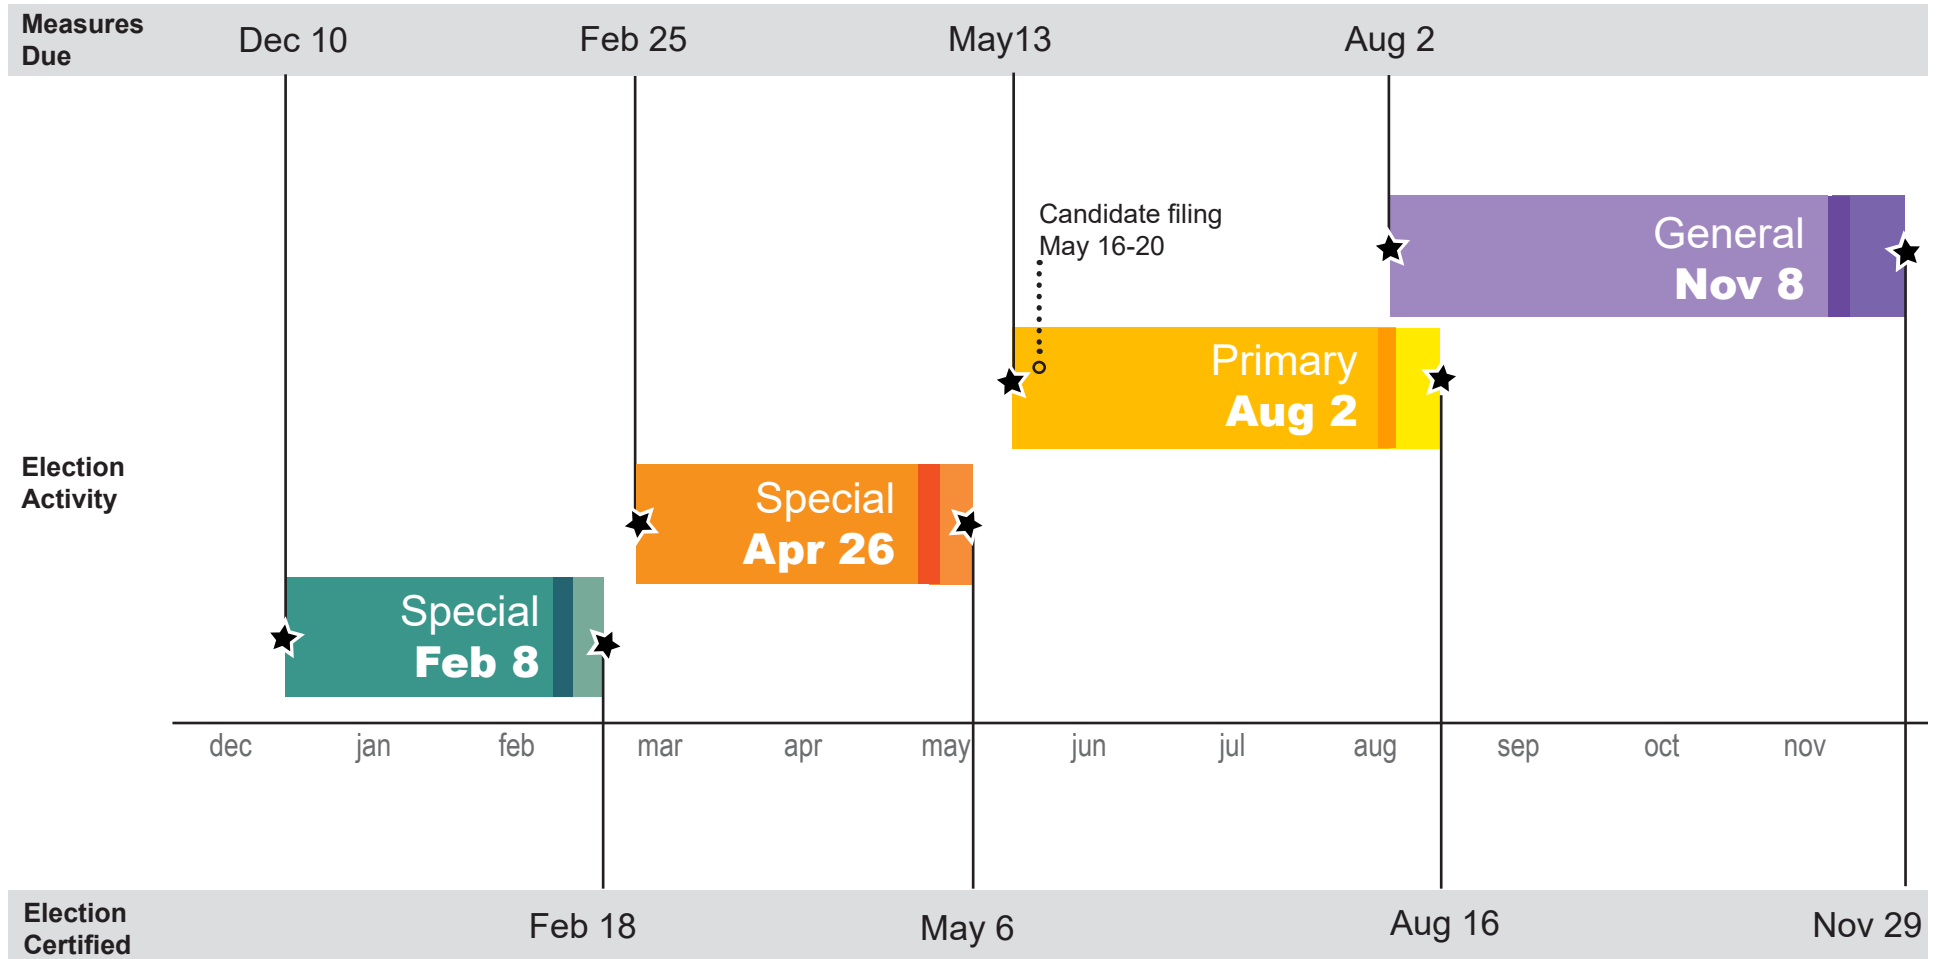 Measures
Due
Dec 10
Feb 25
May13
Aug 2
Candidate filing
May 16-20
General
Nov 8
Primary
Aug 2
Election
Activity
Special
Apr 26
Special
Feb 8
dec jan feb mar apr may jun jul aug sep oct nov
Election
Certified
Feb 18
May 6
Aug 16
Nov 29